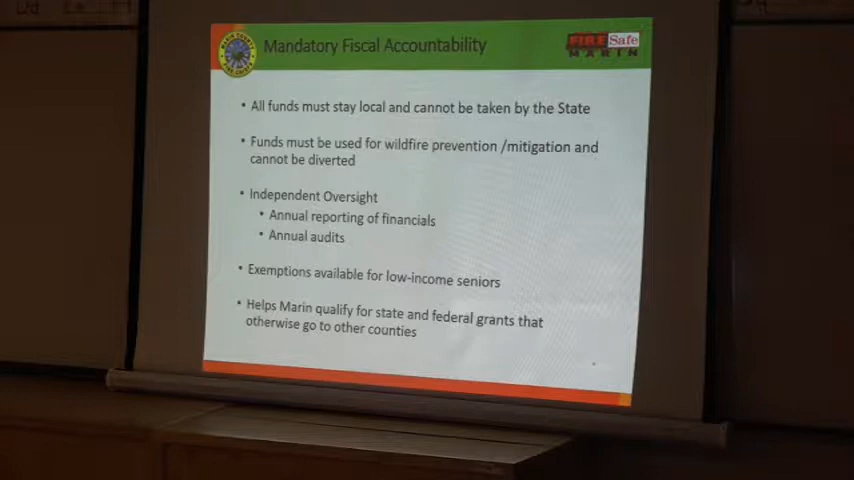 Mandatory Fiscal Accountability
FIRE Safe
MARIN
• All funds must stay local and cannot be taken by the State
• Funds must be used for wildfire prevention /mitigation and
cannot be diverted
• Independent Oversight
• Annual reporting of financials
• Annual audits
• Exemptions available for low-income seniors
• Helps Marin qualify for state and federal grants that
otherwise go to other counties